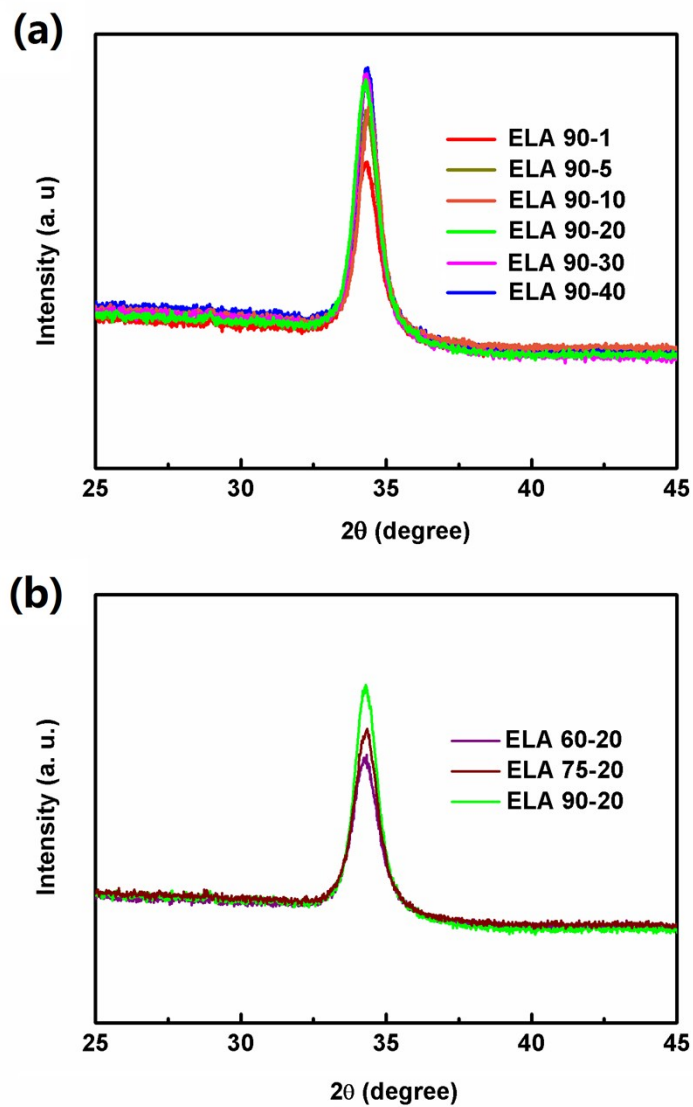 (a)
Intensity (a. u)
ELA 90-1
ELA 90-5
ELA 90-10
ELA 90-20
ELA 90-30
ELA 90-40
25 30 35 40 45
2θ (degree)
(b)
Intensity (a. u.)
ELA 60-20
ELA 75-20
ELA 90-20
25 30 35 40 45
2θ (degree)